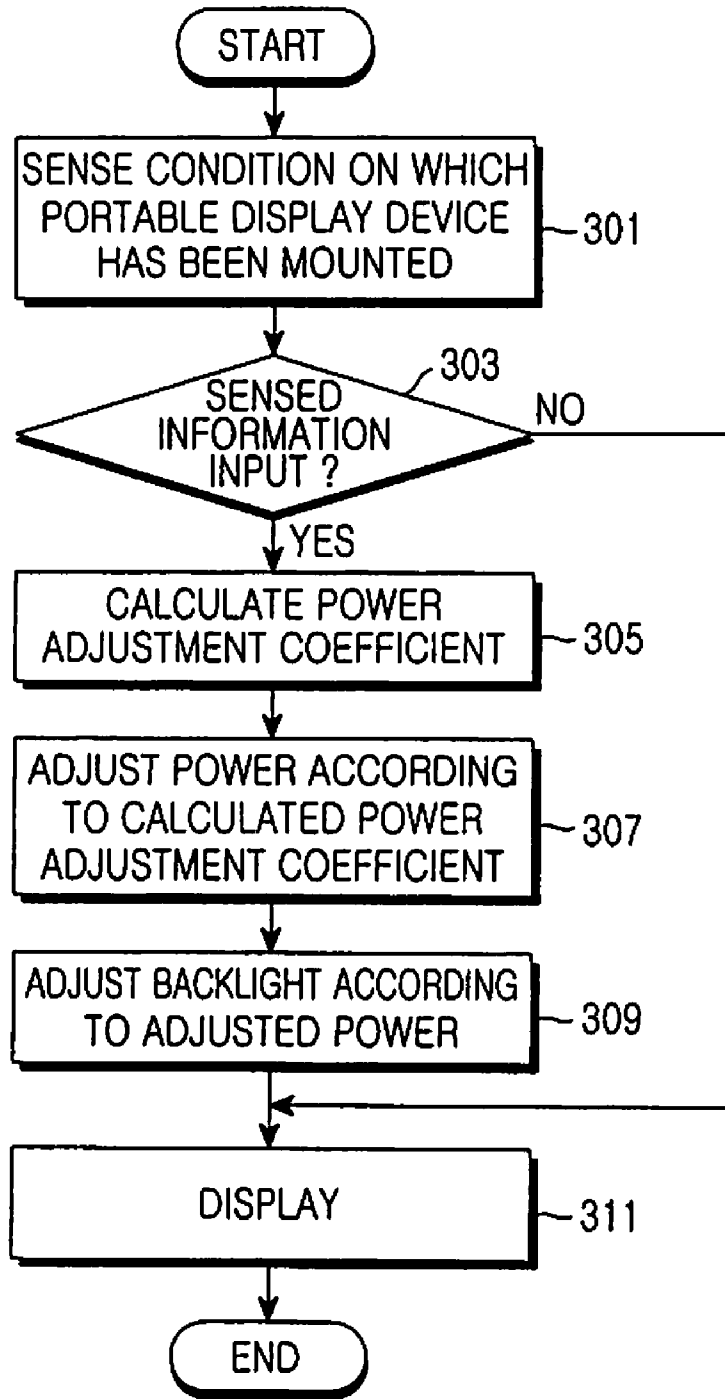 START
SENSE CONDITION ON WHICH
PORTABLE DISPLAY DEVICE
HAS BEEN MOUNTED
301
303
SENSED
INFORMATION
INPUT ?
NO
YES
CALCULATE POWER
ADJUSTMENT COEFFICIENT
305
ADJUST POWER ACCORDING
TO CALCULATED POWER
ADJUSTMENT COEFFICIENT
307
ADJUST BACKLIGHT ACCORDING
TO ADJUSTED POWER
309
DISPLAY
311
END